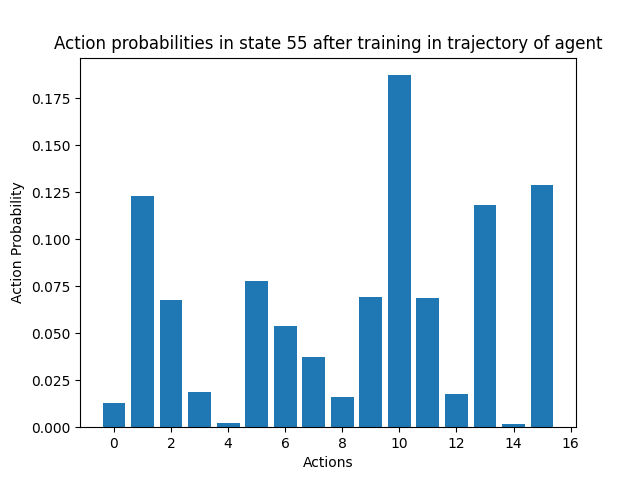 Action probabilities in state 55 after training in trajectory of agent
0.175
0.150
0.125
0.100
0.075
0.050
0.025
0.000
Action Probability
0 2 4 6 8 10 12 14 16
Actions